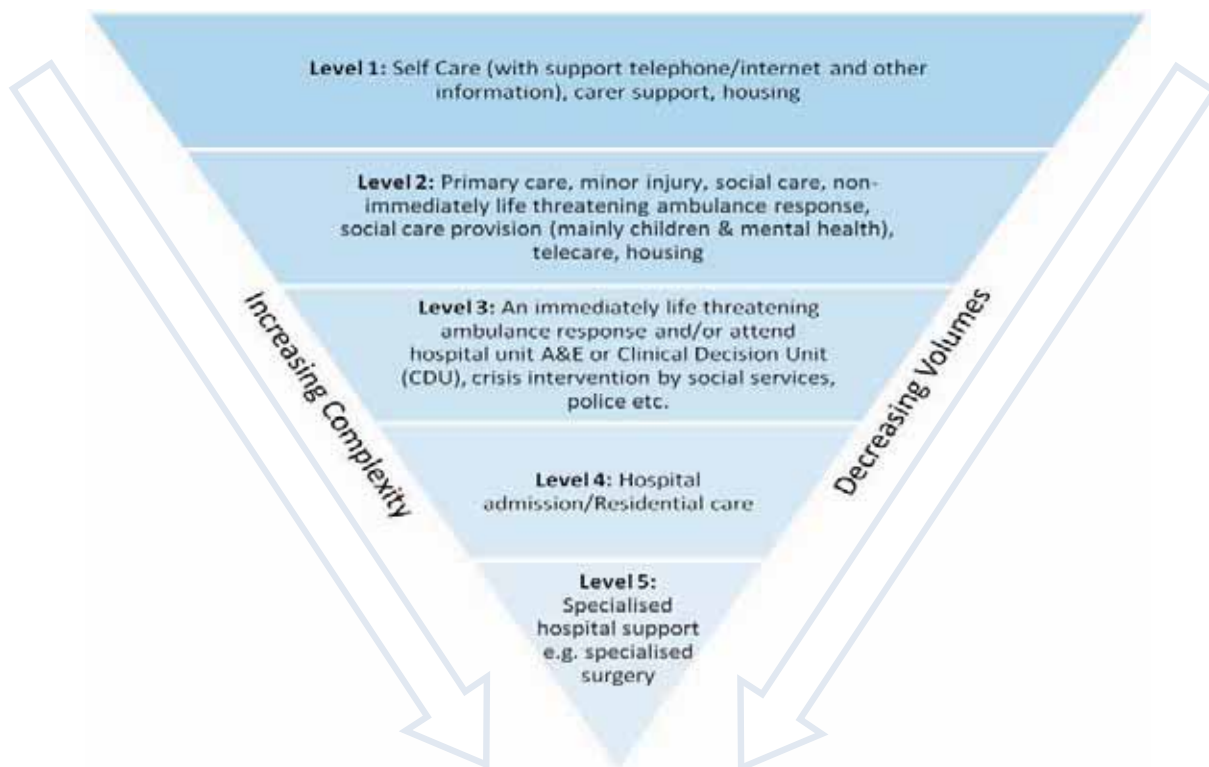 Level 1: Self Care (with support telephone/internet and other
information), carer support, housing
Level 2: Primary care, minor injury, social care, non-
immediately life threatening ambulance response,
social care provision (mainly children & mental health),
telecare, housing
Level 3: An immediately life threatening
ambulance response and/or attend
hospital unit A&E or Clinical Decision Unit
(CDU), crisis intervention by social services,
police etc.
Level 4: Hospital
admission/Residential care
Level 5:
Specialised
hospital support
e.g. specialised
surgery
Increasing Complexity
Decreasing Volumes